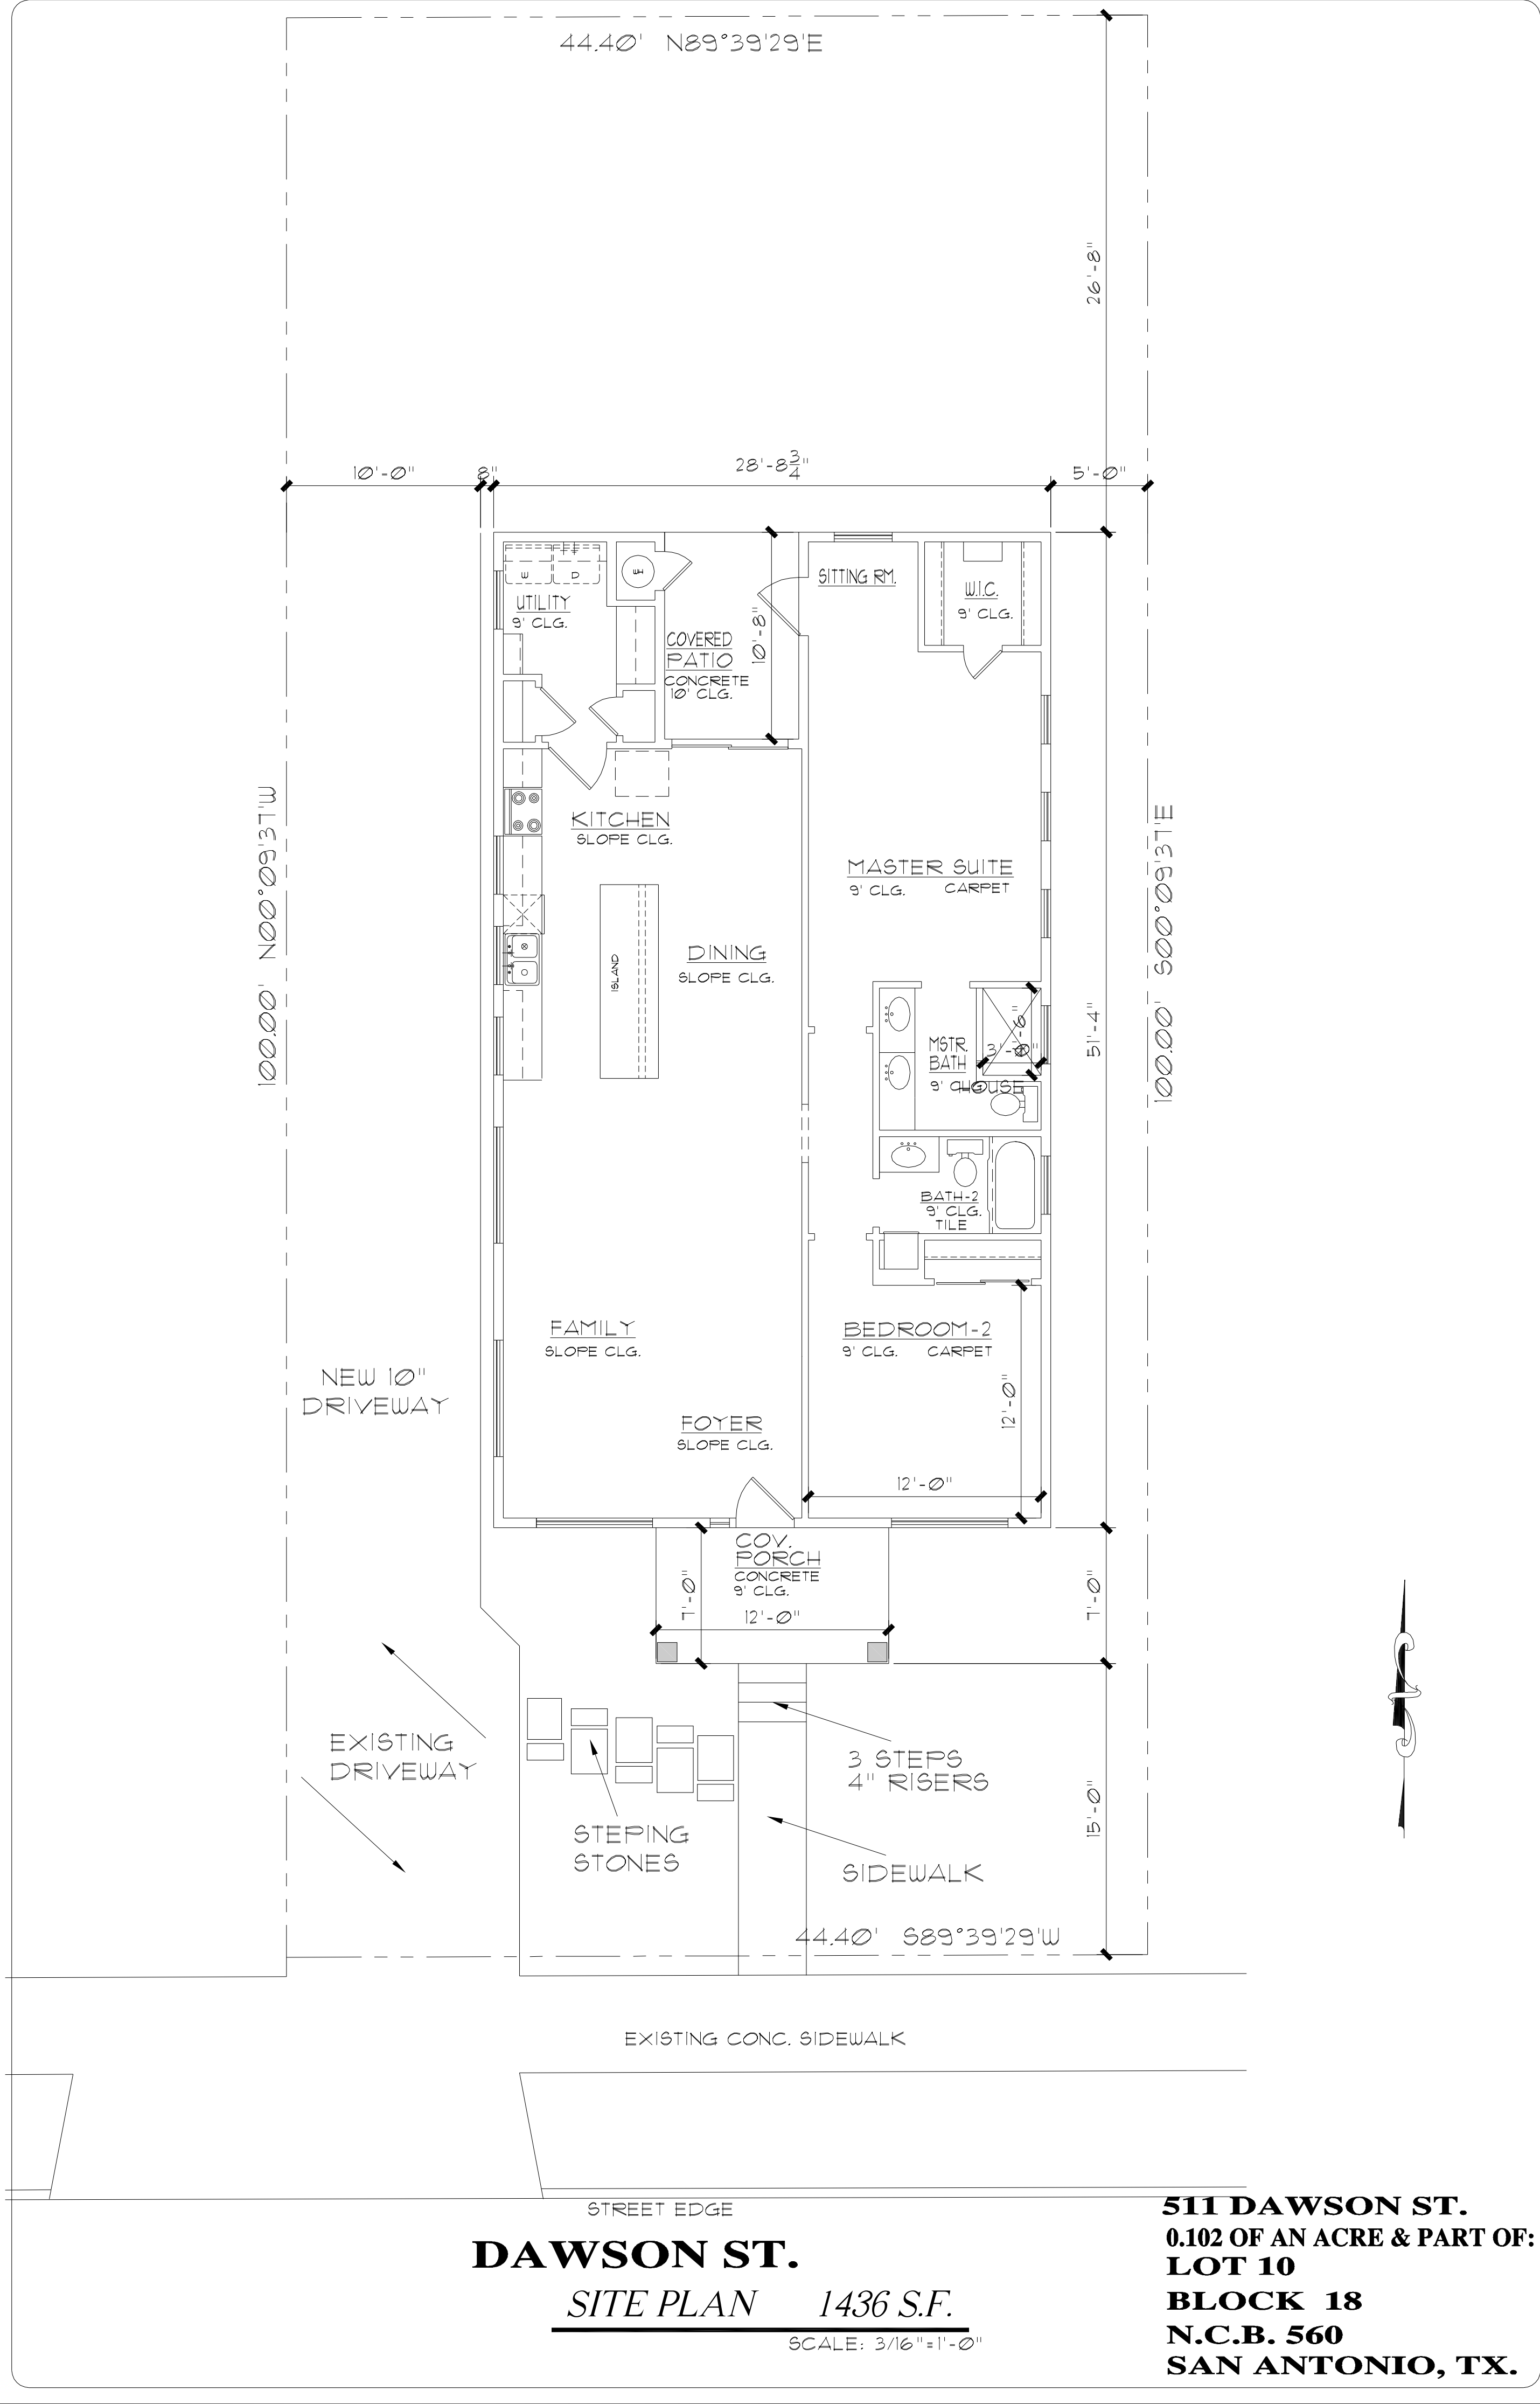 44.40' N89°39'29'E
26'-8"
10'-0"
8"
28'-8 3/4"
5'-0"
W
D
UTILITY
9' CLG.
WH
COVERED
PATIO
CONCRETE
10' CLG.
10'-8"
SITTING RM.
W.I.C.
9' CLG.
100.00' N00°09'37'W
KITCHEN
SLOPE CLG.
ISLAND
DINING
SLOPE CLG.
MASTER SUITE
9' CLG. CARPET
MSTR.
BATH
9' CLG.
3'-0"
51'-4"
100.00' S00°09'37'E
BATH-2
9' CLG.
TILE
FAMILY
SLOPE CLG.
BEDROOM-2
9' CLG. CARPET
12'-0"
12'-0"
FOYER
SLOPE CLG.
NEW 10"
DRIVEWAY
COV.
PORCH
CONCRETE
9' CLG.
7'-0"
12'-0"
7'-0"
EXISTING
DRIVEWAY
STEPING
STONES
3 STEPS
4" RISERS
SIDEWALK
15'-0"
44.40' S89°39'29'W
EXISTING CONC. SIDEWALK
STREET EDGE
DAWSON ST.
SITE PLAN 1436 S.F.
SCALE: 3/16"=1'-0"
511 DAWSON ST.
0.102 OF AN ACRE & PART OF:
LOT 10
BLOCK 18
N.C.B. 560
SAN ANTONIO, TX.